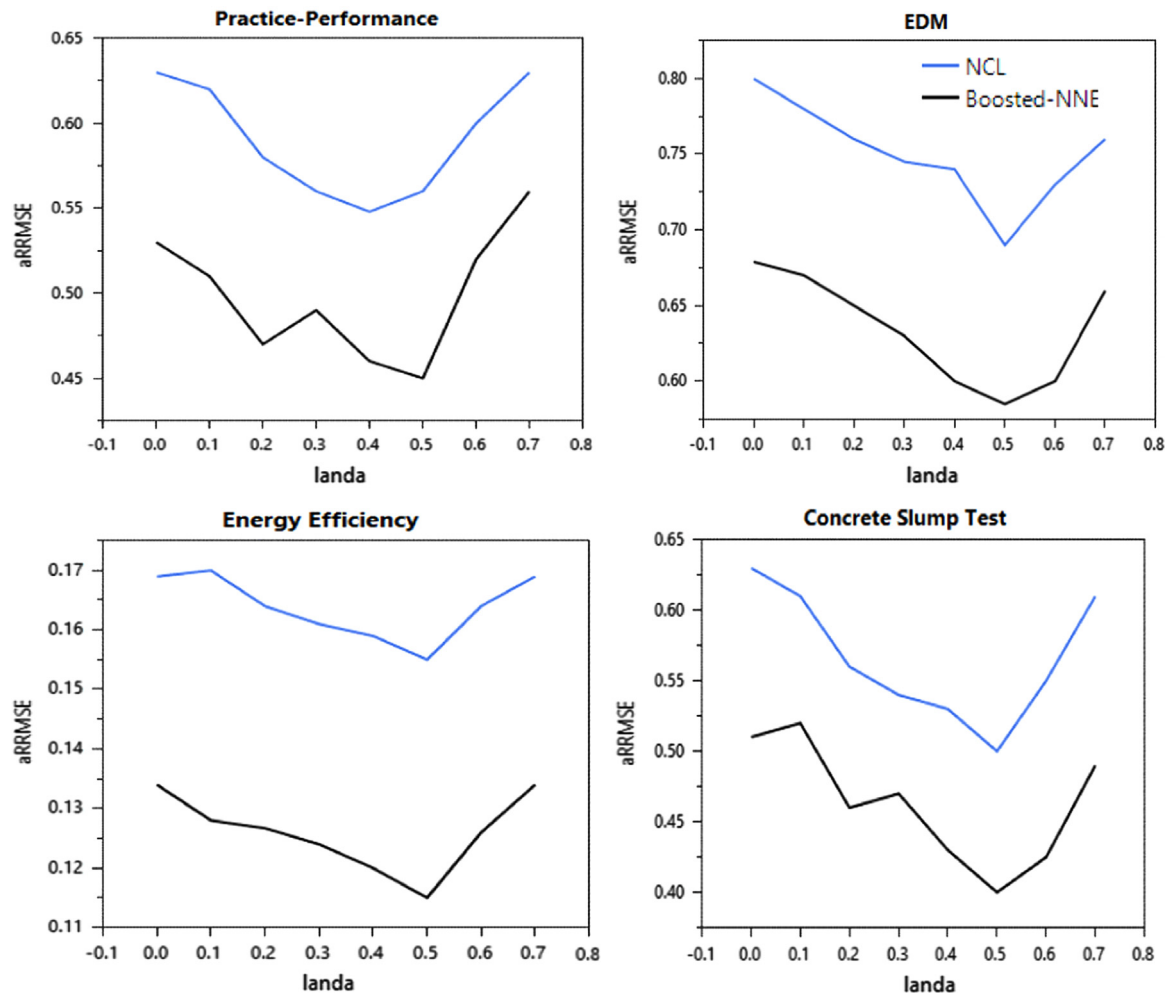 Practice-Performance
0.65
0.60
0.55
0.50
0.45
aRRMSE
-0.1 0.0 0.1 0.2 0.3 0.4 0.5 0.6 0.7 0.8
landa
EDM
NCL
Boosted-NNE
0.80
0.75
0.70
0.65
0.60
aRRMSE
-0.1 0.0 0.1 0.2 0.3 0.4 0.5 0.6 0.7 0.8
landa
Energy Efficiency
0.17
0.16
0.15
0.14
0.13
0.12
0.11
aRRMSE
-0.1 0.0 0.1 0.2 0.3 0.4 0.5 0.6 0.7 0.8
landa
Concrete Slump Test
0.65
0.60
0.55
0.50
0.45
0.40
aRRMSE
-0.1 0.0 0.1 0.2 0.3 0.4 0.5 0.6 0.7 0.8
landa